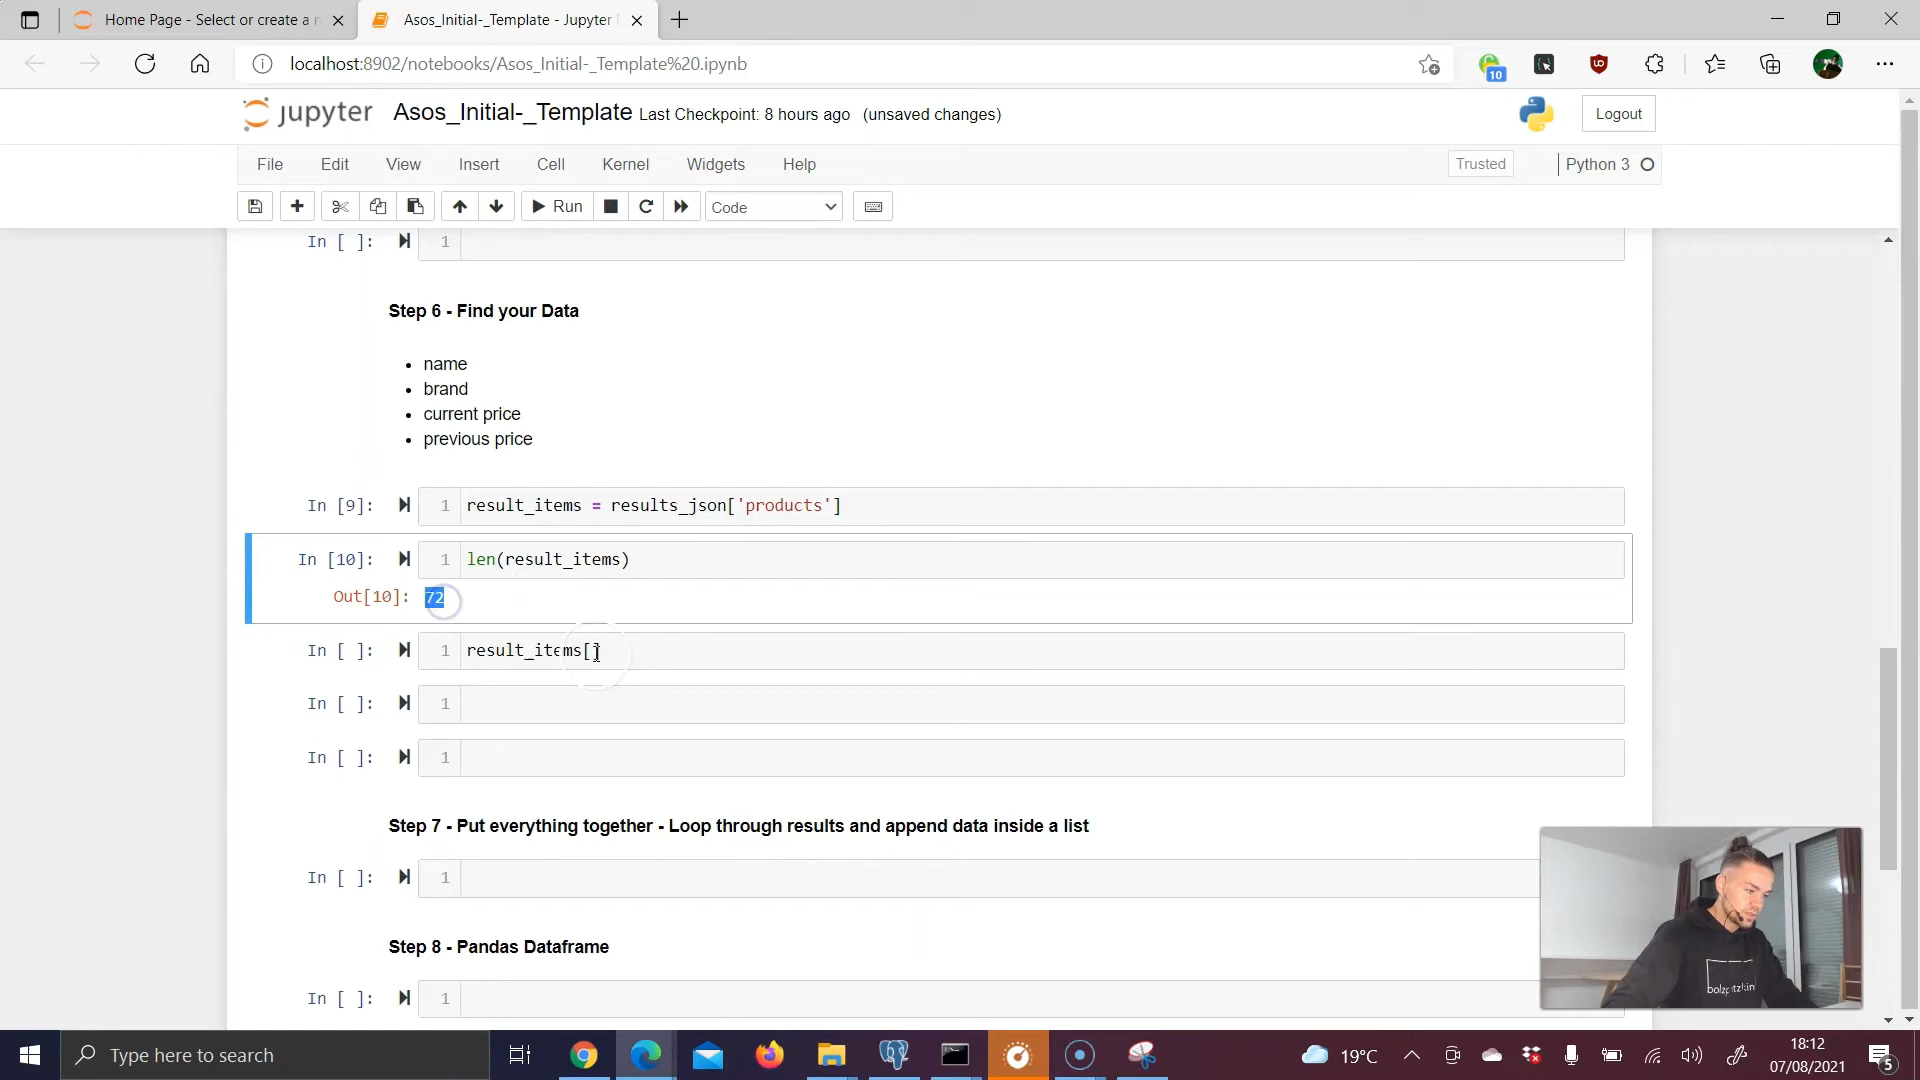 Home Page - Select or create a n
Asos_Initial-_Template - Jupyter
localhost:8902/notebooks/Asos_Initial-_Template%20.ipynb
10
jupyter
Asos_Initial-_Template Last Checkpoint: 8 hours ago (unsaved changes)
Logout
File Edit View Insert Cell Kernel Widgets Help
Trusted
Python 3
Run
Code
In [ ]: 1
Step 6 - Find your Data
• name
• brand
• current price
• previous price
In [9]: 1 result_items = results_json['products']
In [10]: 1 len(result_items)
Out[10]: 72
In [ ]: 1 result_items[]
In [ ]: 1
In [ ]: 1
Step 7 - Put everything together - Loop through results and append data inside a list
In [ ]: 1
Step 8 - Pandas Dataframe
In [ ]: 1
Type here to search
19°C
18:12
07/08/2021
5